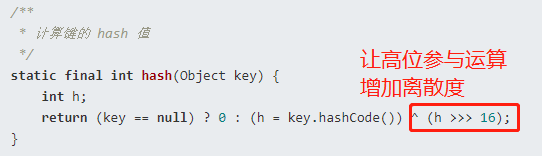 /**
 * 计算键的 hash 值
 */
static final int hash(Object key) {
    int h;
    return (key == null) ? 0 : (h = key.hashCode()) ^ (h >>> 16);
}
让高位参与运算
增加离散度